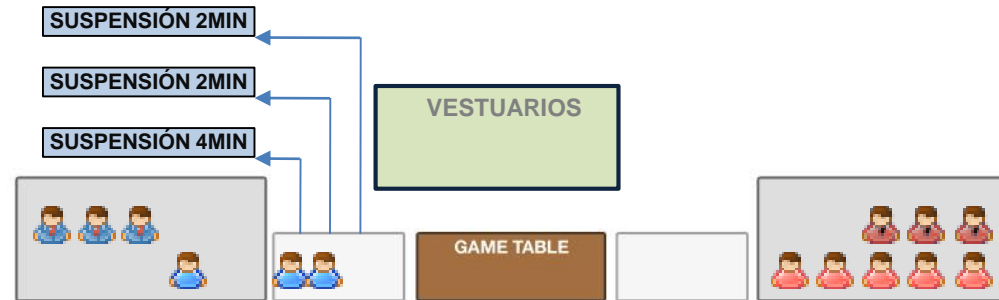 SUSPENSIÓN 2MIN
SUSPENSIÓN 2MIN
VESTUARIOS
SUSPENSIÓN 4MIN
GAME TABLE